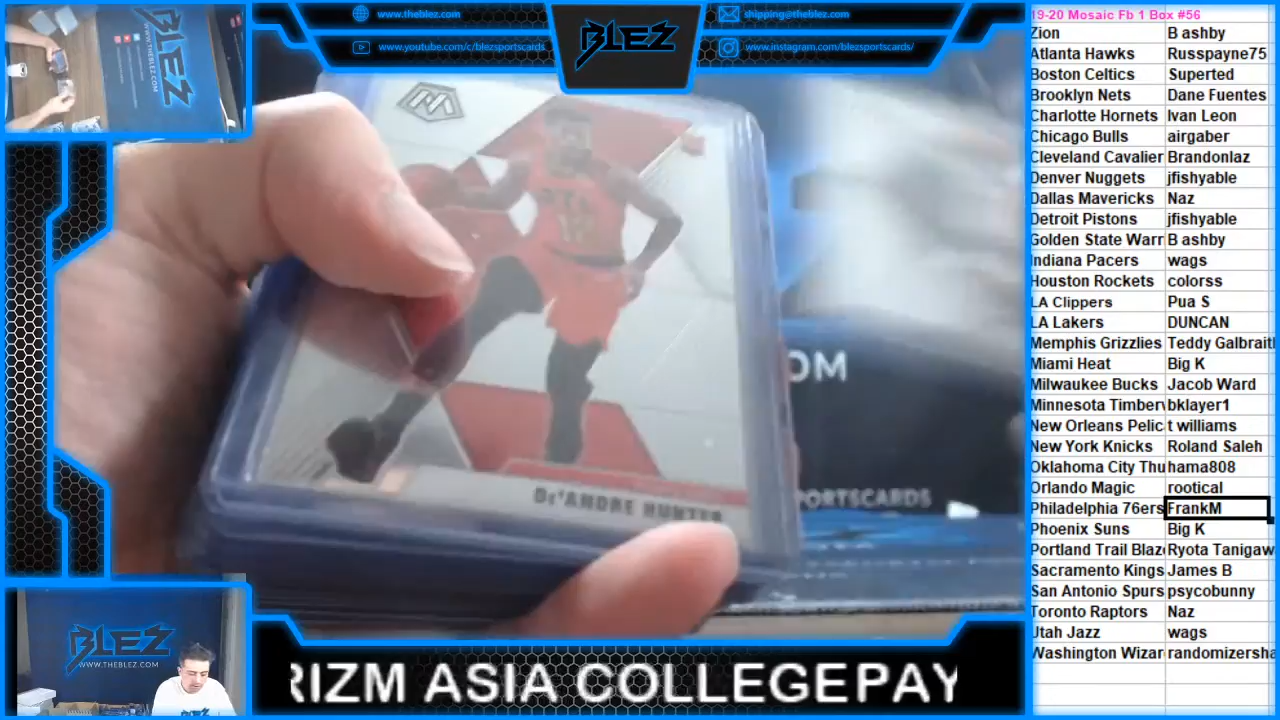 www.theblez.com
www.youtube.com/c/blezsportscards
BLEZ
shipping@theblez.com
www.instagram.com/blezsportscards/
BLEZ
De'ANDRE HUNTER
OM
PORTSCARDS
BLEZ
WWW.THEBLEZ.COM
RIZM ASIA COLLEGEPAY
19-20 Mosaic Fb 1 Box #56
Zion B ashby
Atlanta Hawks Russpayne75
Boston Celtics Superted
Brooklyn Nets Dane Fuentes
Charlotte Hornets Ivan Leon
Chicago Bulls airgaber
Cleveland Cavalier Brandonlaz
Denver Nuggets jfishyable
Dallas Mavericks Naz
Detroit Pistons jfishyable
Golden State Warr B ashby
Indiana Pacers wags
Houston Rockets colorss
LA Clippers Pua S
LA Lakers DUNCAN
Memphis Grizzlies Teddy Galbraith
Miami Heat Big K
Milwaukee Bucks Jacob Ward
Minnesota Timberv bklayer1
New Orleans Pelic t williams
New York Knicks Roland Saleh
Oklahoma City Thu hama808
Orlando Magic rootical
Philadelphia 76ers FrankM
Phoenix Suns Big K
Portland Trail Blaze Ryota Tanigaw
Sacramento Kings James B
San Antonio Spurs psycobunny
Toronto Raptors Naz
Utah Jazz wags
Washington Wizar randomizersha